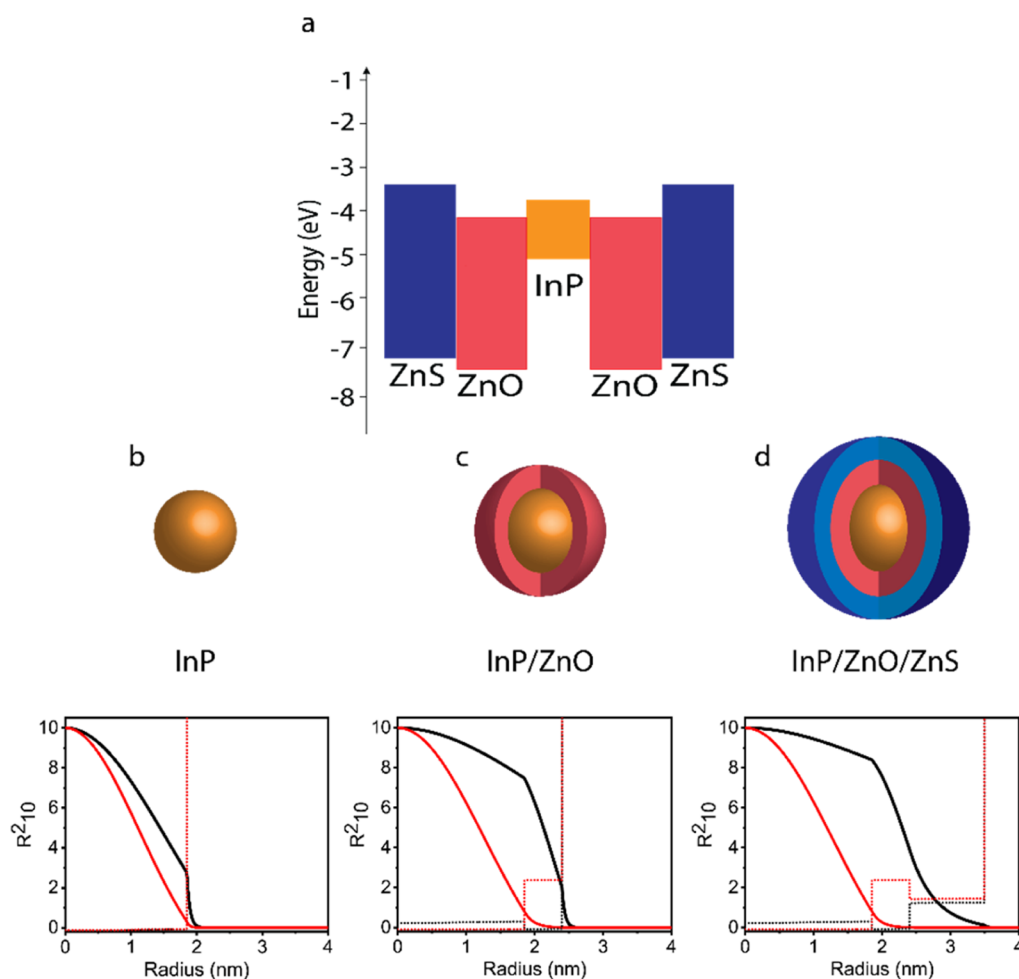 a
Energy (eV)
-1
-2
-3
-4
-5
-6
-7
-8
ZnS
ZnO
InP
ZnO
ZnS
b
c
d
InP
InP/ZnO
InP/ZnO/ZnS
R²10
10
8
6
4
2
0
0 1 2 3 4
Radius (nm)
R²10
10
8
6
4
2
0
0 1 2 3 4
Radius (nm)
R²10
10
8
6
4
2
0
0 1 2 3 4
Radius (nm)